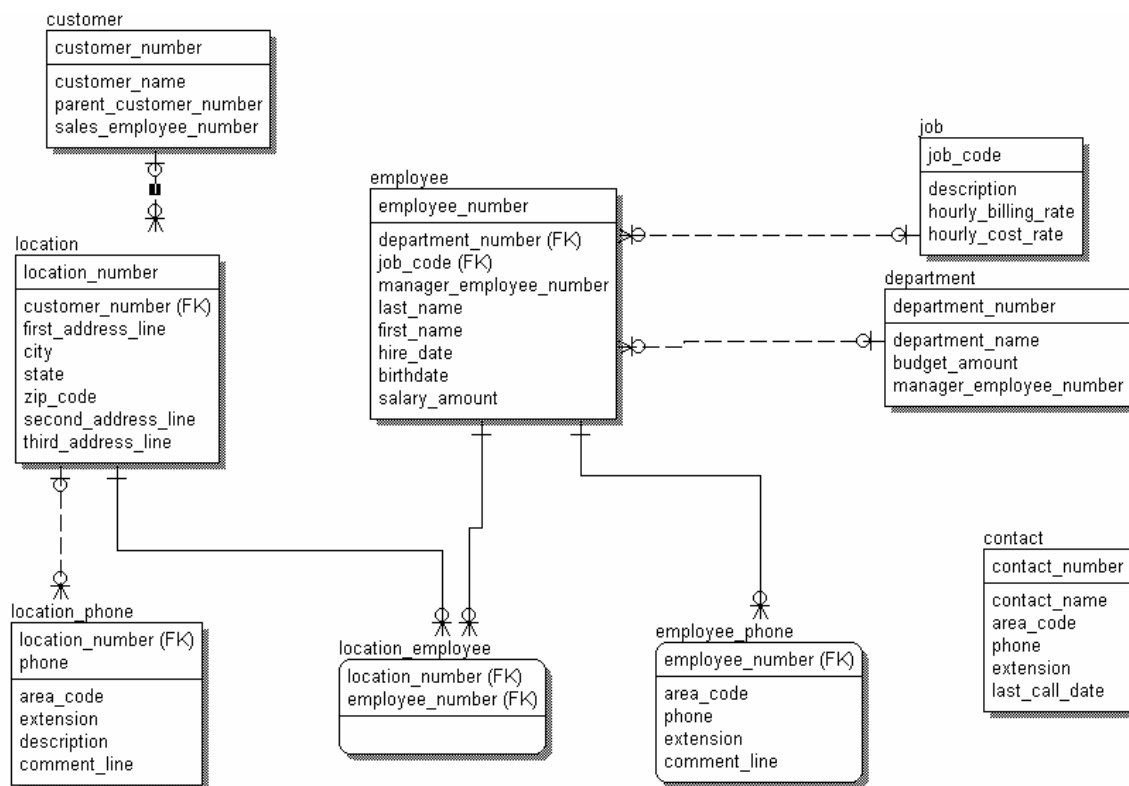 customer
customer_number
customer_name
parent_customer_number
sales_employee_number
location
location_number
customer_number (FK)
first_address_line
city
state
zip_code
second_address_line
third_address_line
location_phone
location_number (FK)
phone
area_code
extension
description
comment_line
employee
employee_number
department_number (FK)
job_code (FK)
manager_employee_number
last_name
first_name
hire_date
birthdate
salary_amount
location_employee
location_number (FK)
employee_number (FK)
employee_phone
employee_number (FK)
area_code
phone
extension
comment_line
job
job_code
description
hourly_billing_rate
hourly_cost_rate
department
department_number
department_name
budget_amount
manager_employee_number
contact
contact_number
contact_name
area_code
phone
extension
last_call_date